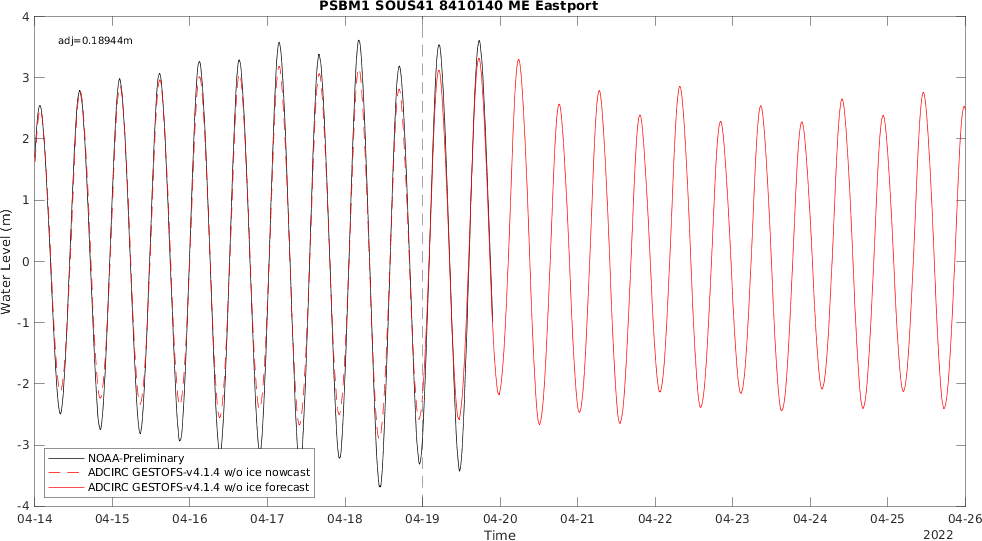 PSBM1 SOUS41 8410140 ME Eastport
adj=0.18944m
4
3
2
1
0
-1
-2
-3
-4
Water Level (m)
NOAA-Preliminary
ADCIRC GESTOFS-v4.1.4 w/o ice nowcast
ADCIRC GESTOFS-v4.1.4 w/o ice forecast
04-14 04-15 04-16 04-17 04-18 04-19 04-20 04-21 04-22 04-23 04-24 04-25 04-26
Time
2022